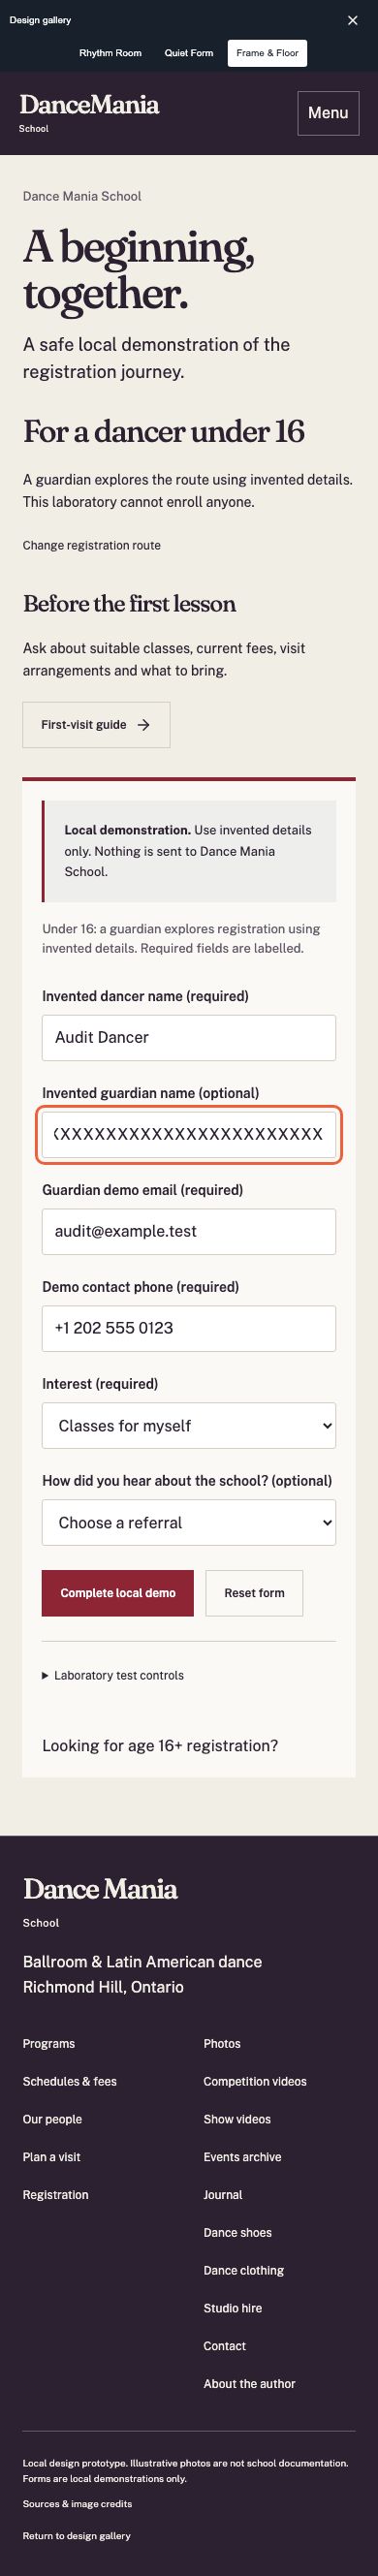 Design gallery
Rhythm Room
Quiet Form
Frame & Floor
DanceMania
School
Menu
Dance Mania School
A beginning,
together.
A safe local demonstration of the
registration journey.
For a dancer under 16
A guardian explores the route using invented details.
This laboratory cannot enroll anyone.
Change registration route
Before the first lesson
Ask about suitable classes, current fees, visit
arrangements and what to bring.
First-visit guide →
Local demonstration. Use invented details
only. Nothing is sent to Dance Mania
School.
Under 16: a guardian explores registration using
invented details. Required fields are labelled.
Invented dancer name (required)
Audit Dancer
Invented guardian name (optional)
XXXXXXXXXXXXXXXXXXXXXXX
Guardian demo email (required)
audit@example.test
Demo contact phone (required)
+1 202 555 0123
Interest (required)
Classes for myself
How did you hear about the school? (optional)
Choose a referral
Complete local demo
Reset form
Laboratory test controls
Looking for age 16+ registration?
Dance Mania
School
Ballroom & Latin American dance
Richmond Hill, Ontario
Programs
Schedules & fees
Our people
Plan a visit
Registration
Photos
Competition videos
Show videos
Events archive
Journal
Dance shoes
Dance clothing
Studio hire
Contact
About the author
Local design prototype. Illustrative photos are not school documentation.
Forms are local demonstrations only.
Sources & image credits
Return to design gallery